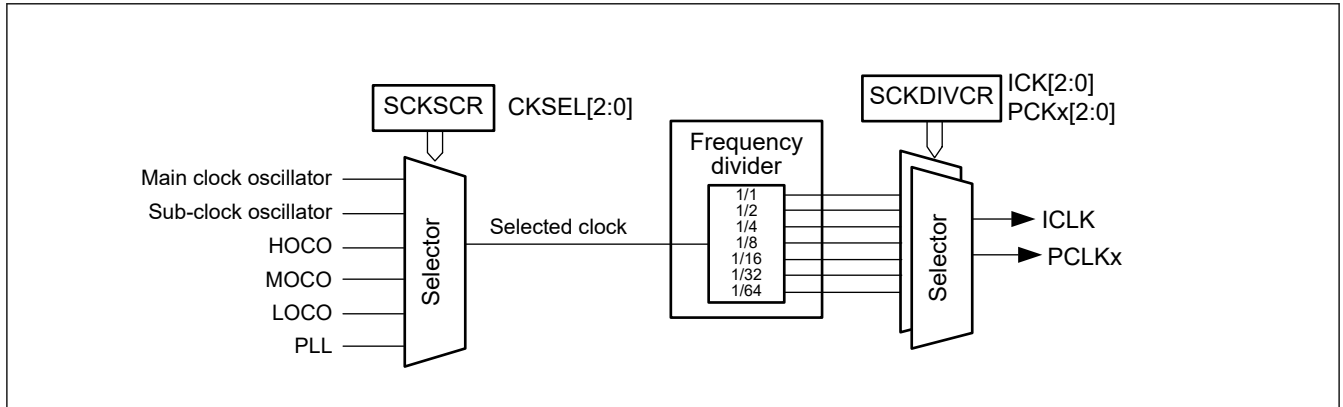 SCKSCR
CKSEL[2:0]
SCKDIVCR
ICK[2:0]
PCKx[2:0]
Main clock oscillator
Sub-clock oscillator
HOCO
MOCO
LOCO
PLL
Selector
Selected clock
Frequency
divider
1/1
1/2
1/4
1/8
1/16
1/32
1/64
Selector
ICLK
PCLKx